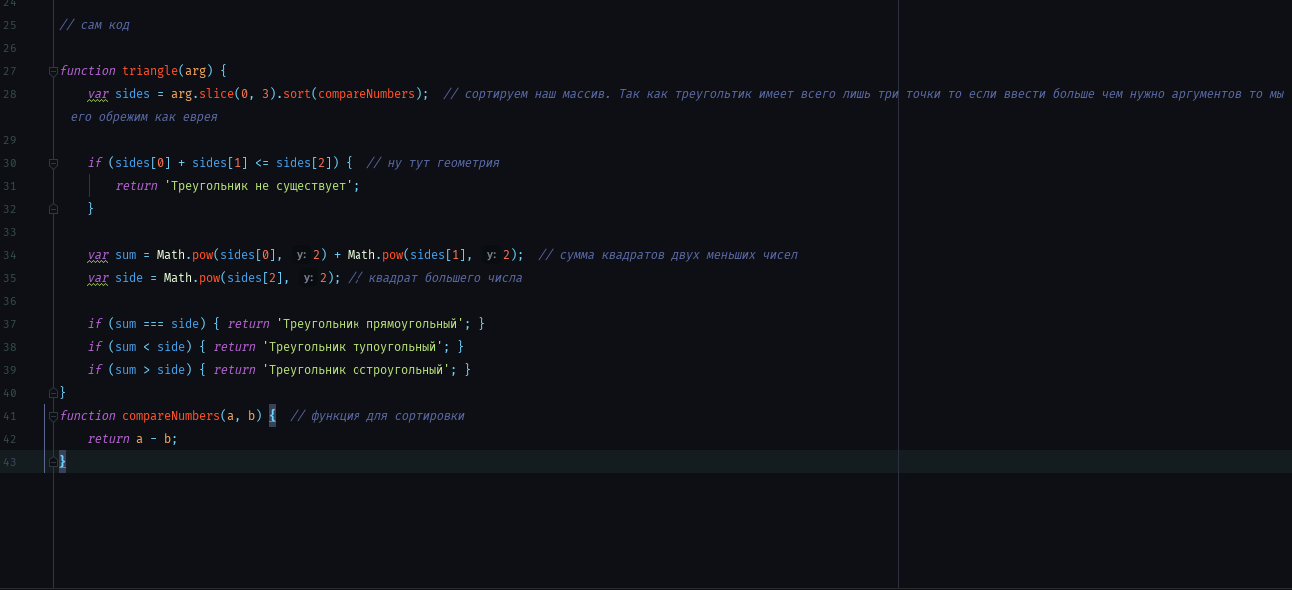 24
25 // сам код
26
27 function triangle(arg) {
28 var sides = arg.slice(0, 3).sort(compareNumbers); // сортируем наш массив. Так как треугольтик имеет всего лишь три точки то если ввести больше чем нужно аргументов то мы
его обрежим как еврея
29
30 if (sides[0] + sides[1] <= sides[2]) { // ну тут геометрия
31 return 'Треугольник не существует';
32 }
33
34 var sum = Math.pow(sides[0], y: 2) + Math.pow(sides[1], y: 2); // сумма квадратов двух меньших чисел
35 var side = Math.pow(sides[2], y: 2); // квадрат большего числа
36
37 if (sum === side) { return 'Треугольник прямоугольный'; }
38 if (sum < side) { return 'Треугольник тупоугольный'; }
39 if (sum > side) { return 'Треугольник остроугольный'; }
40 }
41 function compareNumbers(a, b) { // функция для сортировки
42 return a - b;
43 }